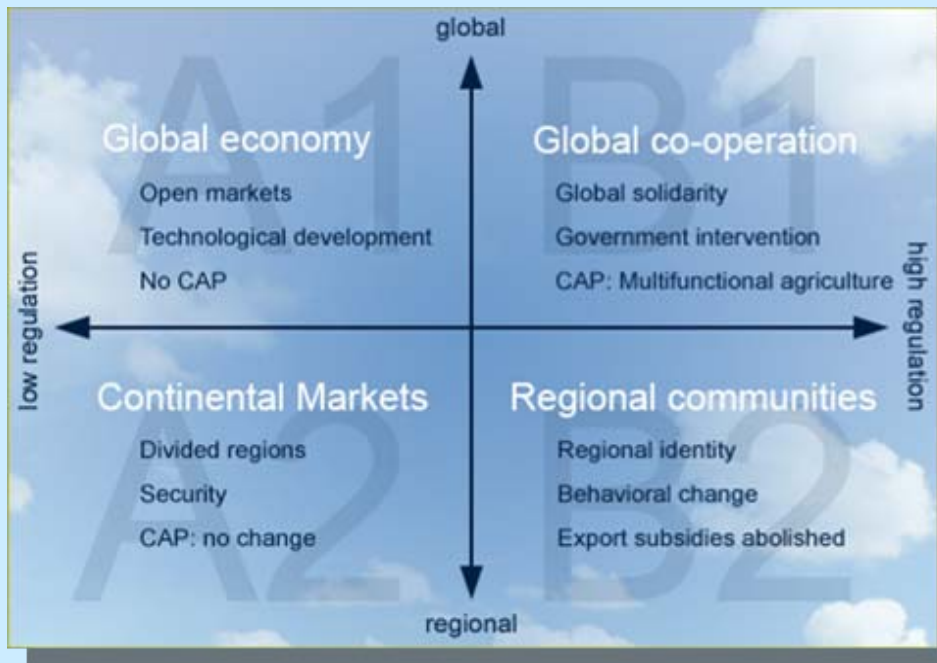 global
A1
B1
Global economy
Open markets
Technological development
No CAP
Global co-operation
Global solidarity
Government intervention
CAP: Multifunctional agriculture
low regulation
high regulation
A2
B2
Continental Markets
Divided regions
Security
CAP: no change
Regional communities
Regional identity
Behavioral change
Export subsidies abolished
regional